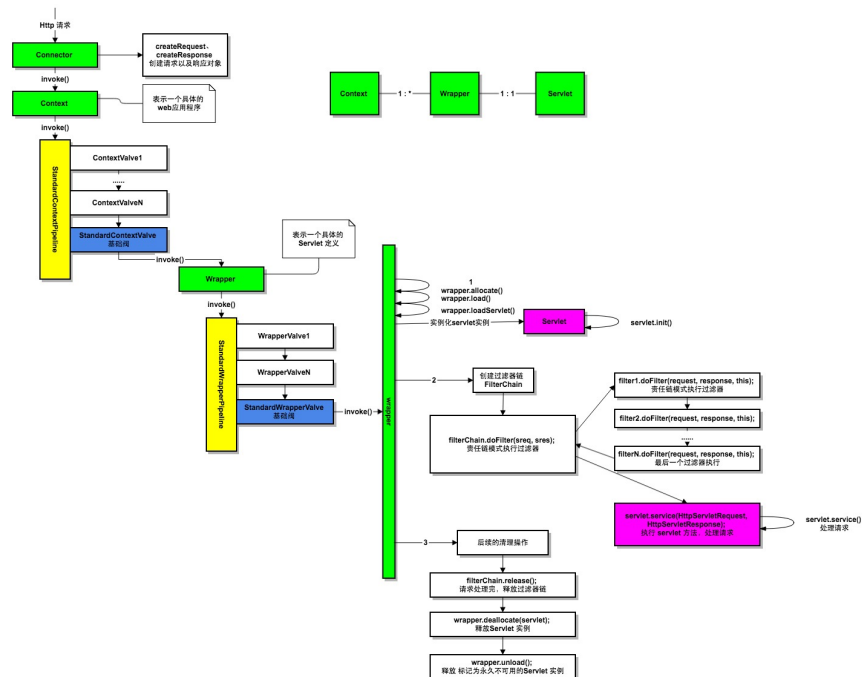 Http 请求
Connector
createRequest、
createResponse
创建请求以及响应对象
invoke()
Context
表示一个具体的
web应用程序
Context
1 : *
Wrapper
1 : 1
Servlet
invoke()
StandardContextPipeline
ContextValve1
......
ContextValveN
StandardContextValve
基础阀
invoke()
Wrapper
表示一个具体的
Servlet 定义
invoke()
StandardWrapperPipeline
WrapperValve1
WrapperValveN
StandardWrapperValve
基础阀
invoke()
wrapper
1
wrapper.allocate()
wrapper.load()
wrapper.loadServlet()
实例化servlet实例
Servlet
servlet.init()
2
创建过滤器链
FilterChain
filterChain.doFilter(sreq, sres);
责任链模式执行过滤器
filter1.doFilter(request, response, this);
责任链模式执行过滤器
filter2.doFilter(request, response, this);
......
filterN.doFilter(request, response, this);
最后一个过滤器执行
servlet.service(HttpServletRequest,
HttpServletResponse);
执行 servlet 方法，处理请求
servlet.service()
处理请求
3
后续的清理操作
filterChain.release();
请求处理完，释放过滤器链
wrapper.deallocate(servlet);
释放Servlet 实例
wrapper.unload();
释放 标记为永久不可用的Servlet 实例